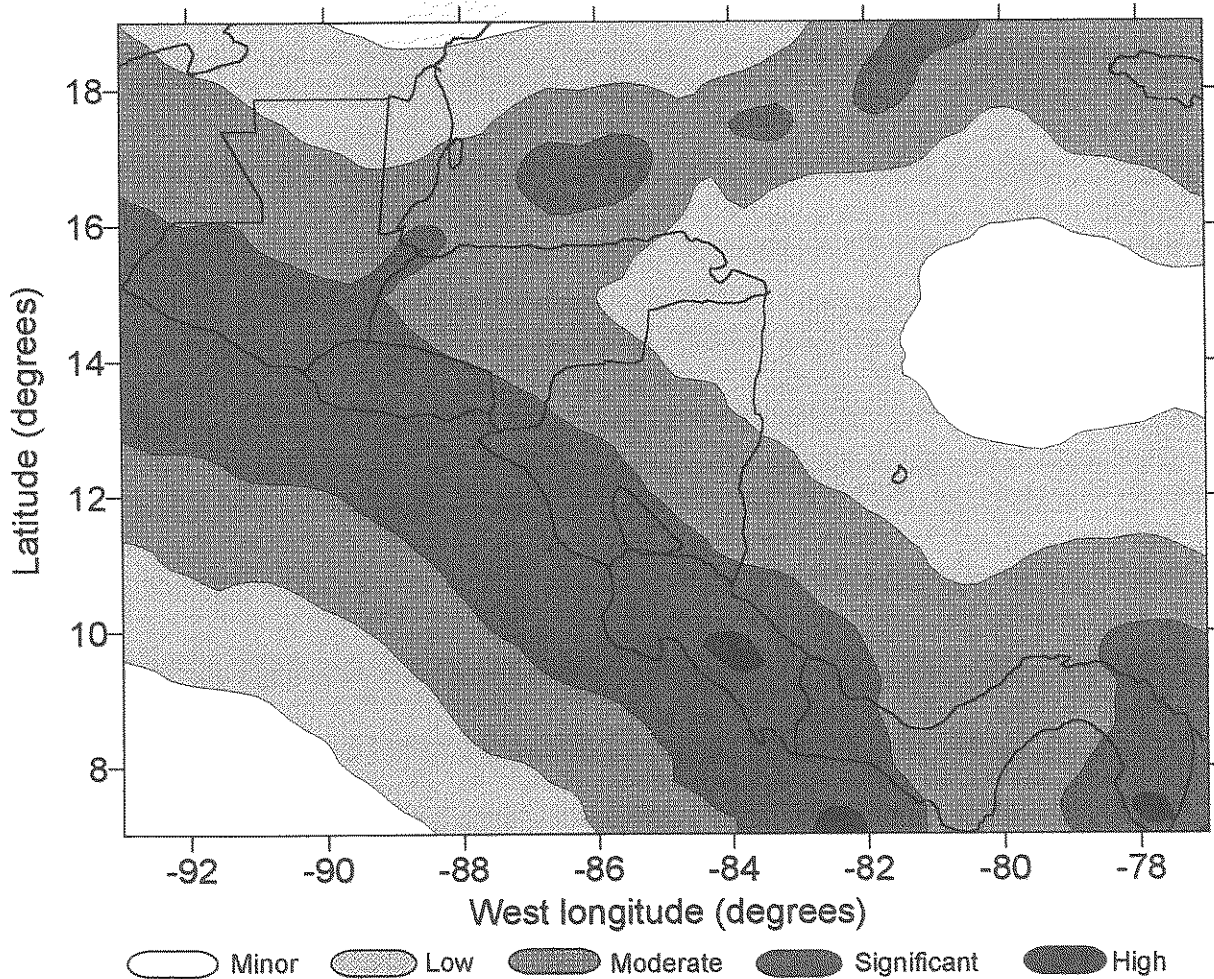 Latitude (degrees)
18
16
14
12
10
8
-92 -90 -88 -86 -84 -82 -80 -78
West longitude (degrees)
Minor Low Moderate Significant High